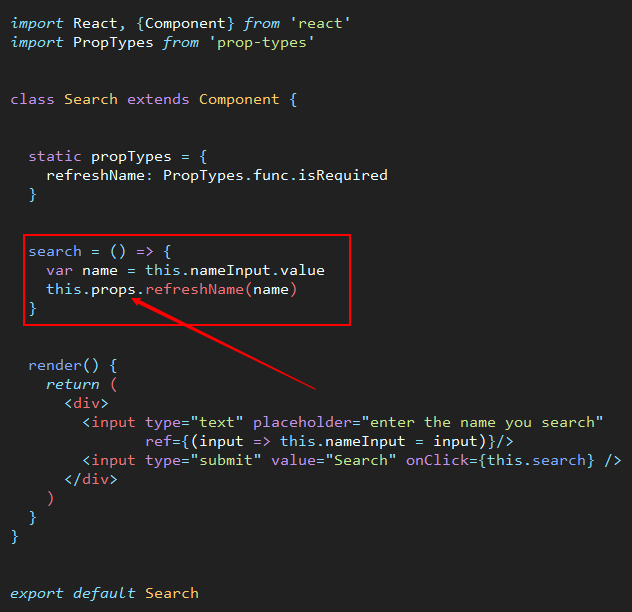 import React, {Component} from 'react'
import PropTypes from 'prop-types'
class Search extends Component {
static propTypes = {
refreshName: PropTypes.func.isRequired
}
search = () => {
var name = this.nameInput.value
this.props.refreshName(name)
}
render() {
return (
<div>
<input type="text" placeholder="enter the name you search"
ref={(input => this.nameInput = input)}/>
<input type="submit" value="Search" onClick={this.search} />
</div>
)
}
}
export default Search